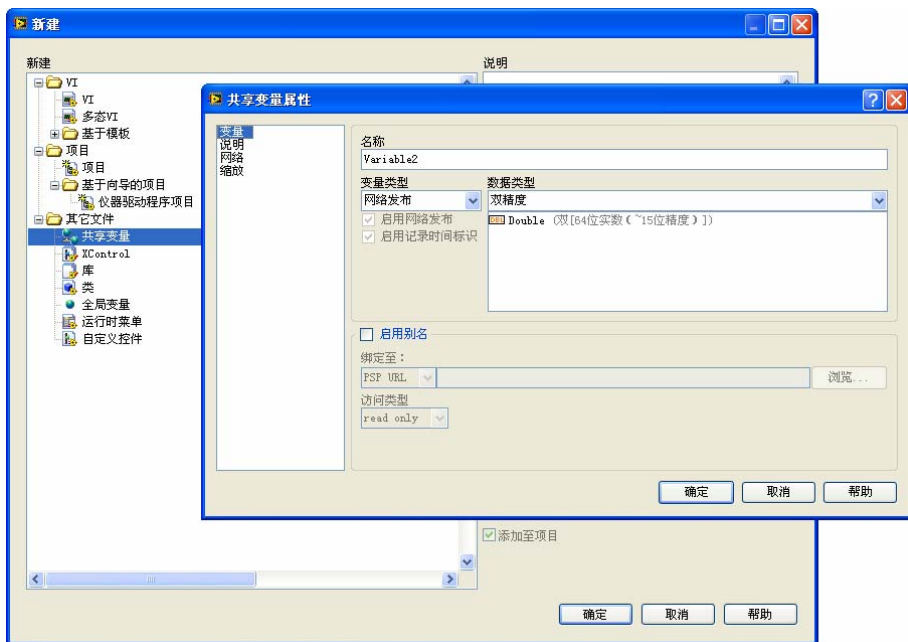 新建
新建
说明
VI
VI
多态VI
基于模板
项目
项目
基于向导的项目
仪器驱动程序项目
其它文件
共享变量
XControl
库
类
全局变量
运行时菜单
自定义控件
共享变量属性
变量
说明
网络
缩放
名称
Variable2
变量类型
数据类型
网络发布
双精度
启用网络发布
启用记录时间标识
Double (双[64位实数(~15位精度)])
启用别名
绑定至:
PSP URL
浏览...
访问类型
read only
确定
取消
帮助
添加至项目
确定
取消
帮助